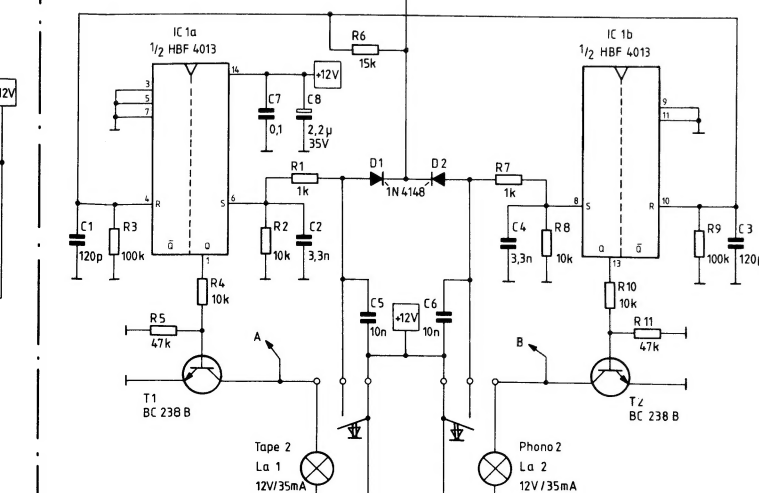 IC 1a
1/2 HBF 4013
IC 1b
1/2 HBF 4013
R6
15k
14
+12V
12V
3
5
7
C7
0,1
C8
2,2µ
35V
9
11
R1
1k
D1
D2
1N 4148
R7
1k
4
R
S
6
8
S
R
10
C1
120p
R3
100k
R2
10k
C2
3,3n
C4
3,3n
R8
10k
R9
100k
C3
120p
Q̅
Q
1
Q
Q̅
13
R4
10k
R10
10k
R5
47k
A
C5
10n
+12V
C6
10n
B
R11
47k
T1
BC 238 B
T2
BC 238 B
Tape 2
La 1
12V/35mA
Phono 2
La 2
12V/35mA